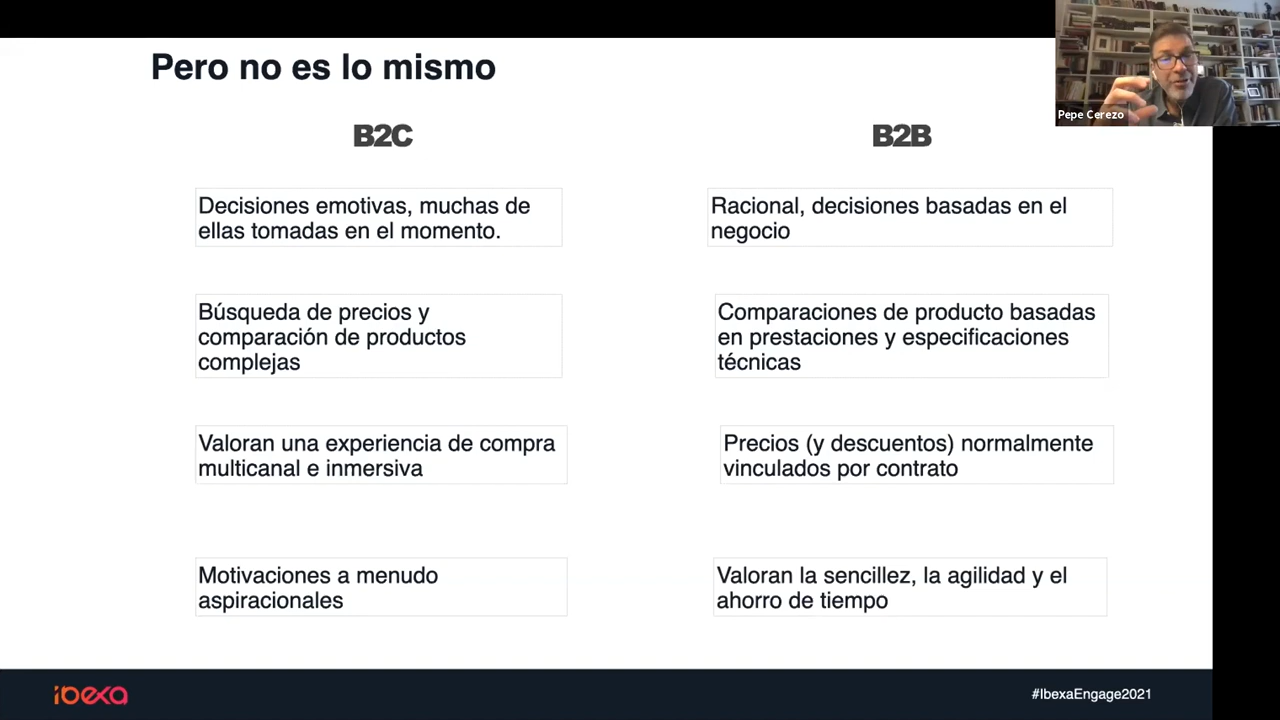 Pero no es lo mismo
Pepe Cerezo
B2C
B2B
Decisiones emotivas, muchas de
ellas tomadas en el momento.
Racional, decisiones basadas en el
negocio
Búsqueda de precios y
comparación de productos
complejas
Comparaciones de producto basadas
en prestaciones y especificaciones
técnicas
Valoran una experiencia de compra
multicanal e inmersiva
Precios (y descuentos) normalmente
vinculados por contrato
Motivaciones a menudo
aspiracionales
Valoran la sencillez, la agilidad y el
ahorro de tiempo
ibexa
#IbexaEngage2021